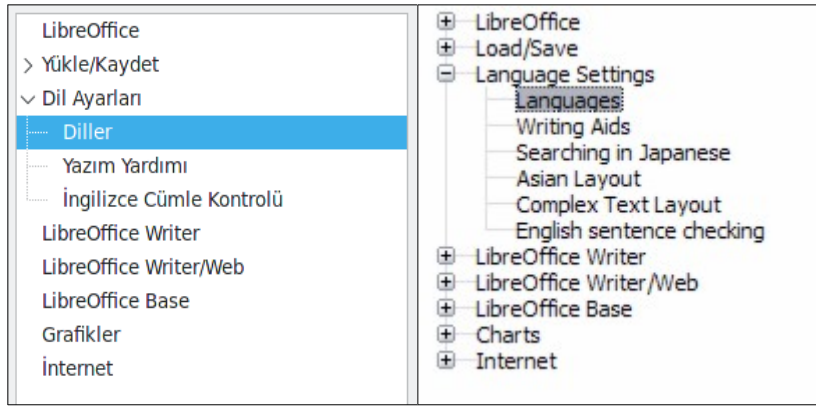 LibreOffice
Yükle/Kaydet
Dil Ayarları
Diller
Yazım Yardımı
İngilizce Cümle Kontrolü
LibreOffice Writer
LibreOffice Writer/Web
LibreOffice Base
Grafikler
İnternet
LibreOffice
Load/Save
Language Settings
Languages
Writing Aids
Searching in Japanese
Asian Layout
Complex Text Layout
English sentence checking
LibreOffice Writer
LibreOffice Writer/Web
LibreOffice Base
Charts
Internet